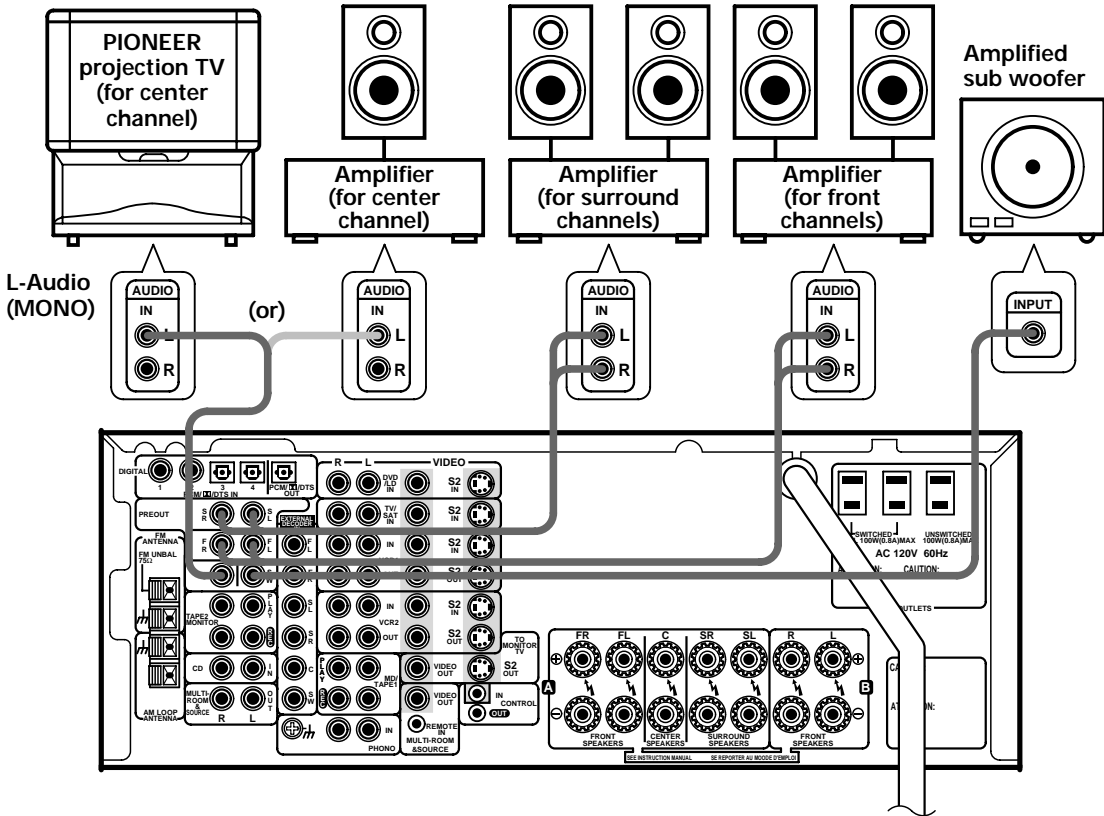 PIONEER
projection TV
(for center
channel)
Amplifier
(for center
channel)
Amplifier
(for surround
channels)
Amplifier
(for front
channels)
Amplified
sub woofer
L-Audio
(MONO)
(or)
AUDIO
IN
L
R
AUDIO
IN
L
R
AUDIO
IN
L
R
AUDIO
IN
L
R
INPUT
DIGITAL
1
3
4
PCM/ /DTS IN
PCM/ /DTS
OUT
PREOUT
S R
S L
F R
F L
FM
ANTENNA
FM UNBAL
75Ω
AM LOOP
ANTENNA
TAPE2
MONITOR
PLAY
CD
IN
MULTI-
ROOM
&
SOURCE
OUT
R L
EXTERNAL
DECODER
F L
F R
S L
S R
C
S W
R L VIDEO
DVD
/LD
IN
S2
IN
TV/
SAT
IN
S2
IN
IN
S2
IN
S2
OUT
IN
VCR2
OUT
S2
IN
S2
OUT
TO
MONITOR
TV
PLAY
MD/
TAPE1
VIDEO
OUT
S2
OUT
VIDEO
OUT
IN
CONTROL
OUT
REMOTE
IN
MULTI-ROOM
&SOURCE
IN
PHONO
SWITCHED
100W(0.8A)MAX
UNSWITCHED
100W(0.8A)MAX
AC 120V 60Hz
CAUTION:
FR FL C SR SL R L
A
B
FRONT
SPEAKERS
CENTER
SPEAKERS
SURROUND
SPEAKERS
FRONT
SPEAKERS
SEE INSTRUCTION MANUAL
SE REPORTER AU MOODE D'EMPLOI